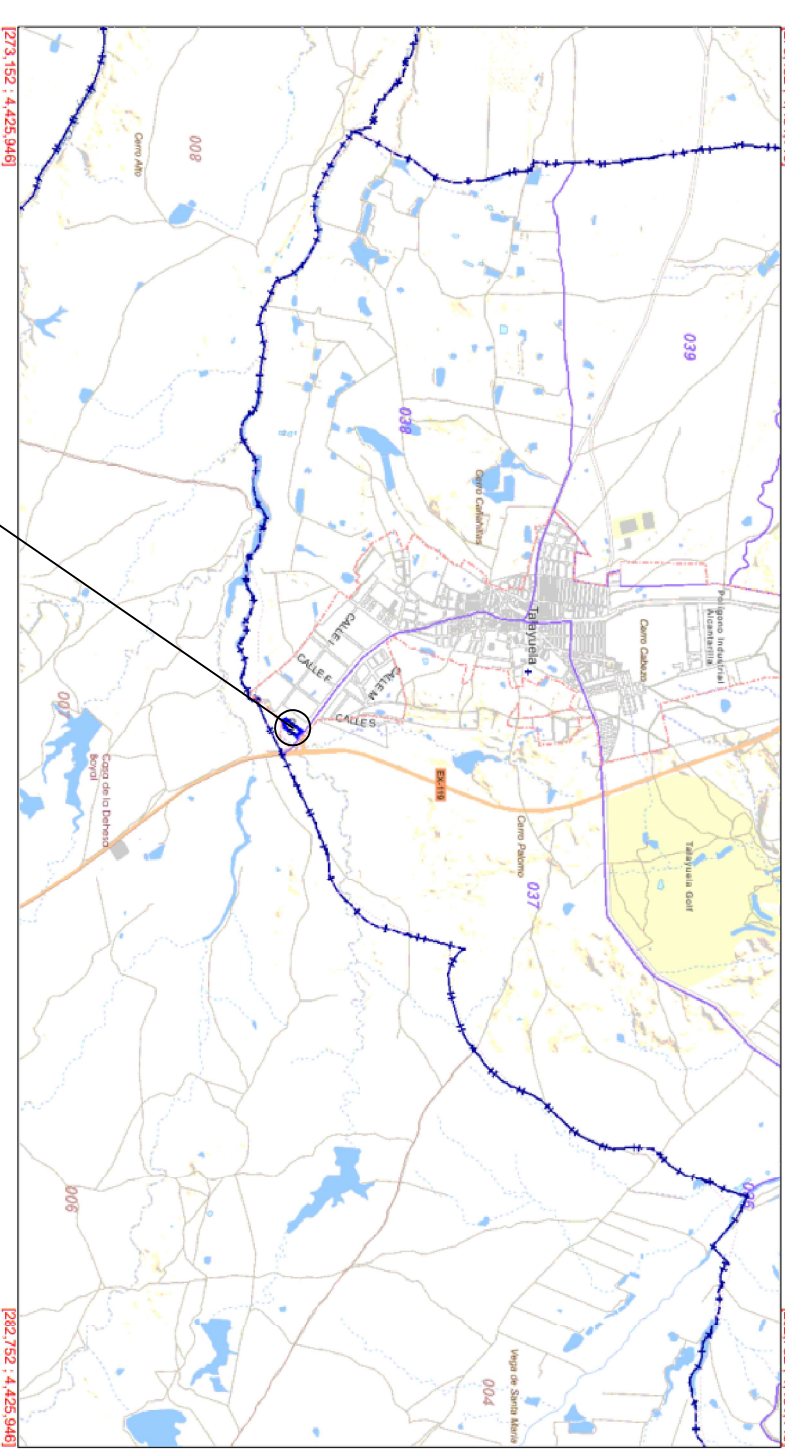 [273,152 ; 4,425,946]
[282,752 ; 4,425,946]
008
Cerro Alto
039
038
Cerro Cañanillas
Polígono Industrial
Alcantarilla
Cerro Cabezo
Talayuela
CALLE I
CALLE F
CALLE M
CALLE S
EX-119
Talayuela Golf
Cerro Palomo
037
007
Casa de la Dehesa
Boyal
036
006
004
Vega de Santa María